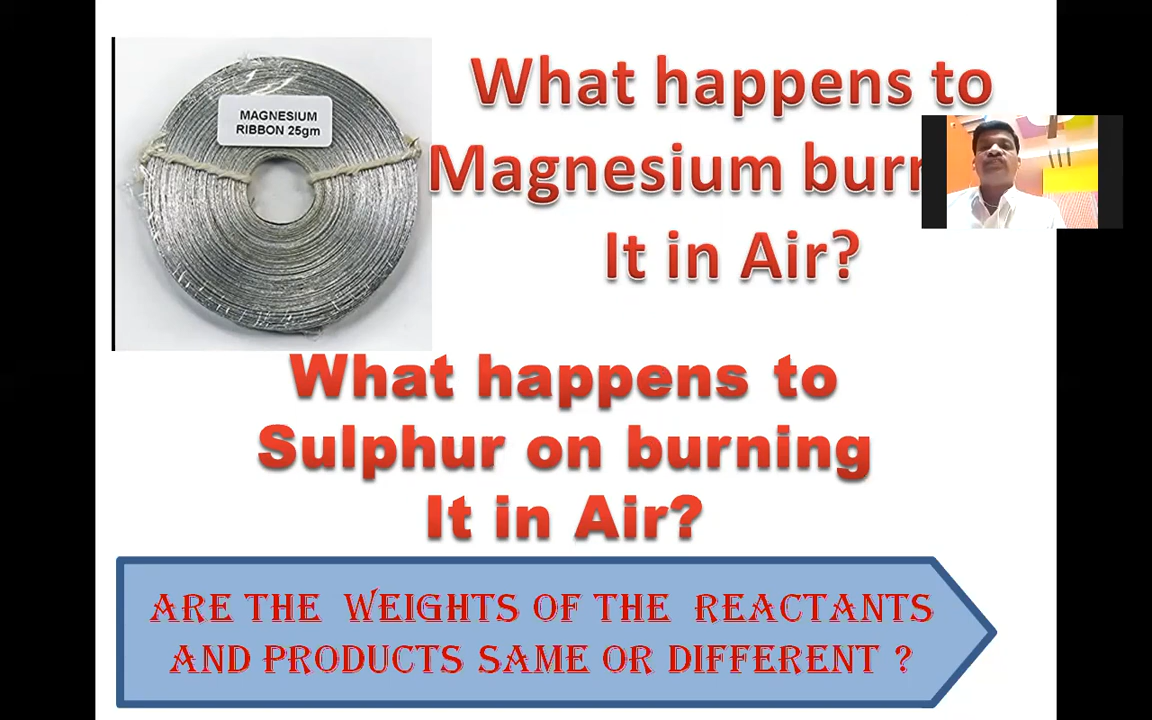 MAGNESIUM
RIBBON 25gm
What happens to
Magnesium
It in Air?
What happens to
Sulphur on burning
It in Air?
ARE THE WEIGHTS OF THE REACTANTS
AND PRODUCTS SAME OR DIFFERENT ?